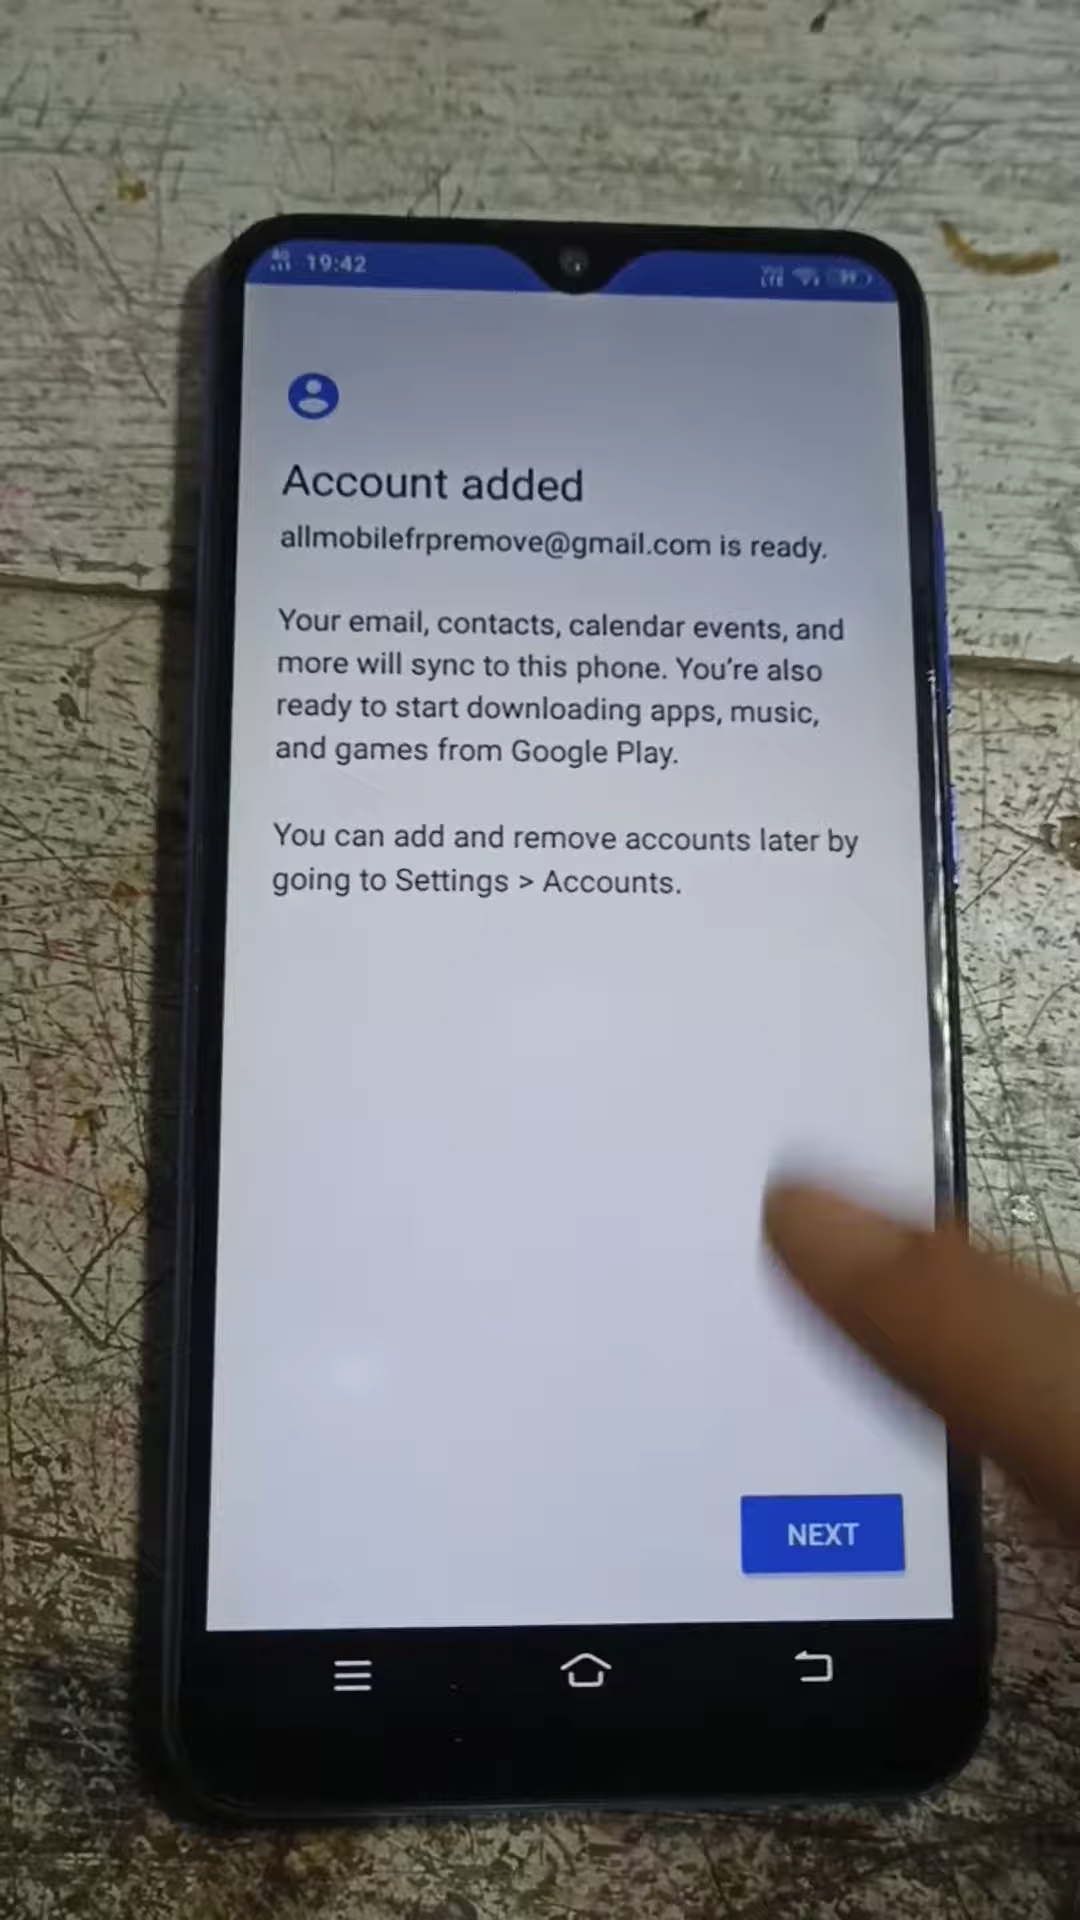 19:42
Account added
allmobilefrpremove@gmail.com is ready.
Your email, contacts, calendar events, and
more will sync to this phone. You're also
ready to start downloading apps, music,
and games from Google Play.
You can add and remove accounts later by
going to Settings > Accounts.
NEXT